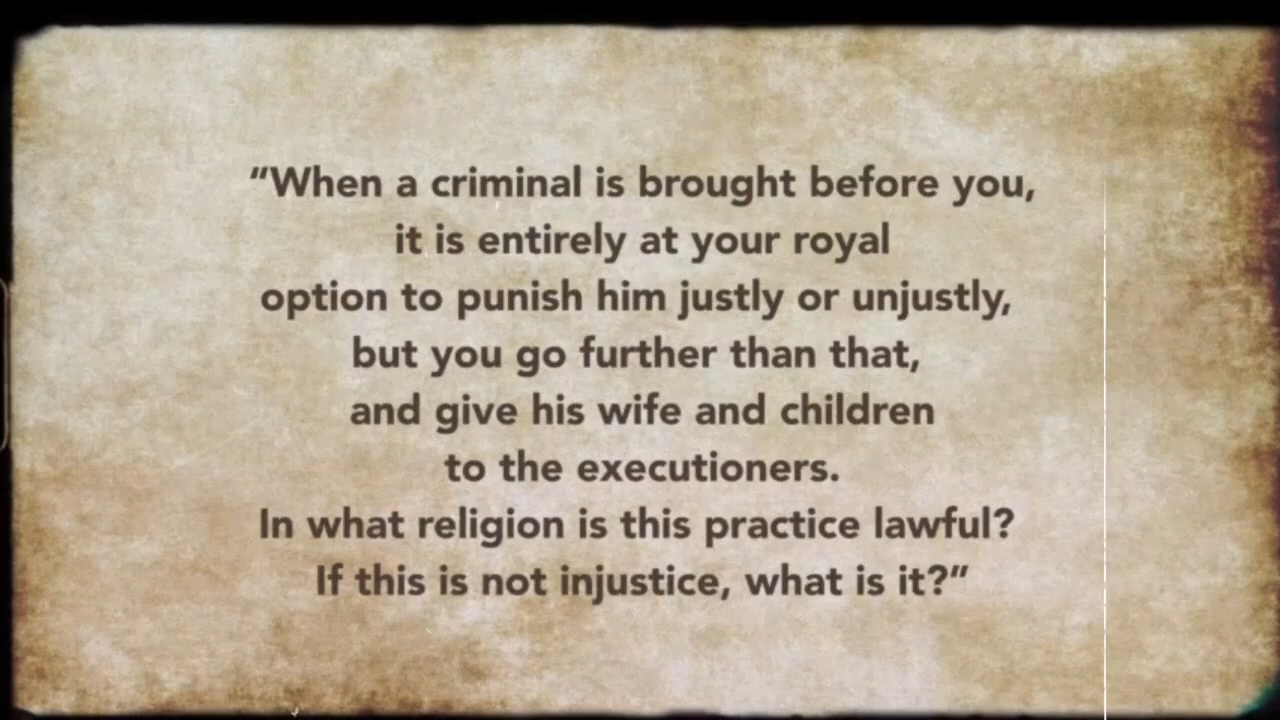 “When a criminal is brought before you,
it is entirely at your royal
option to punish him justly or unjustly,
but you go further than that,
and give his wife and children
to the executioners.
In what religion is this practice lawful?
If this is not injustice, what is it?”